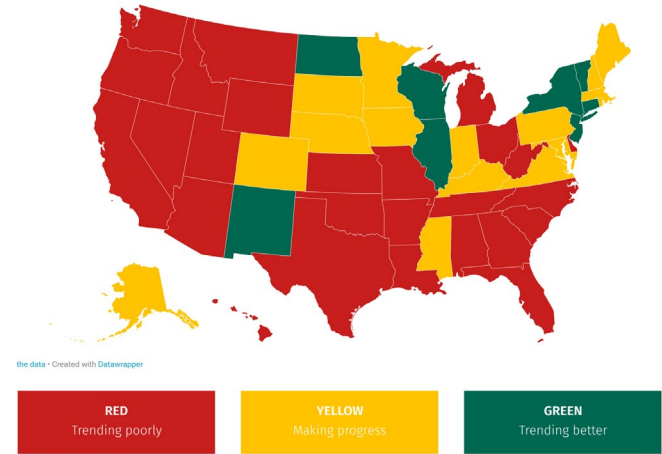 the data • Created with Datawrapper
RED
Trending poorly
YELLOW
Making progress
GREEN
Trending better